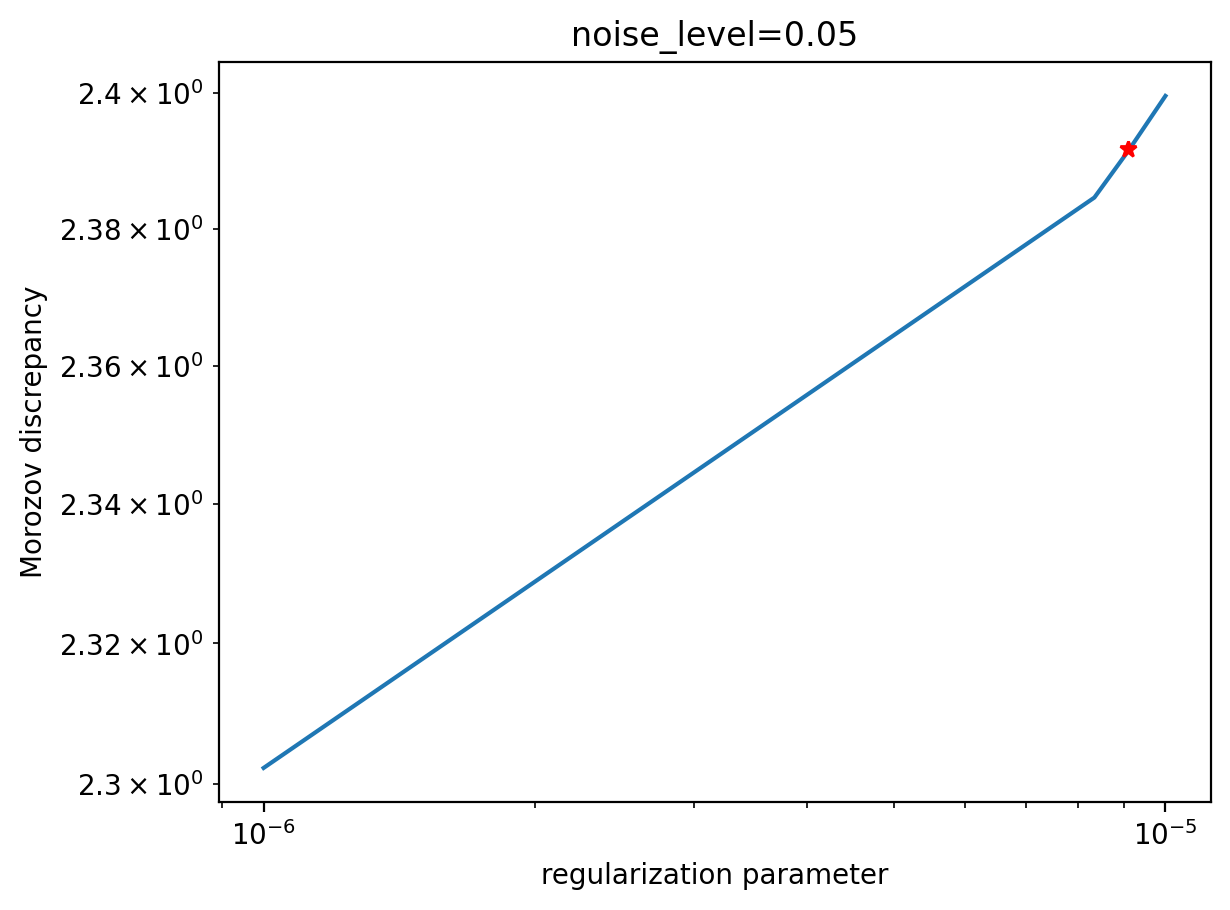 noise_level=0.05
2.4 × 10⁰
2.38 × 10⁰
2.36 × 10⁰
2.34 × 10⁰
2.32 × 10⁰
2.3 × 10⁰
Morozov discrepancy
10⁻⁶
10⁻⁵
regularization parameter